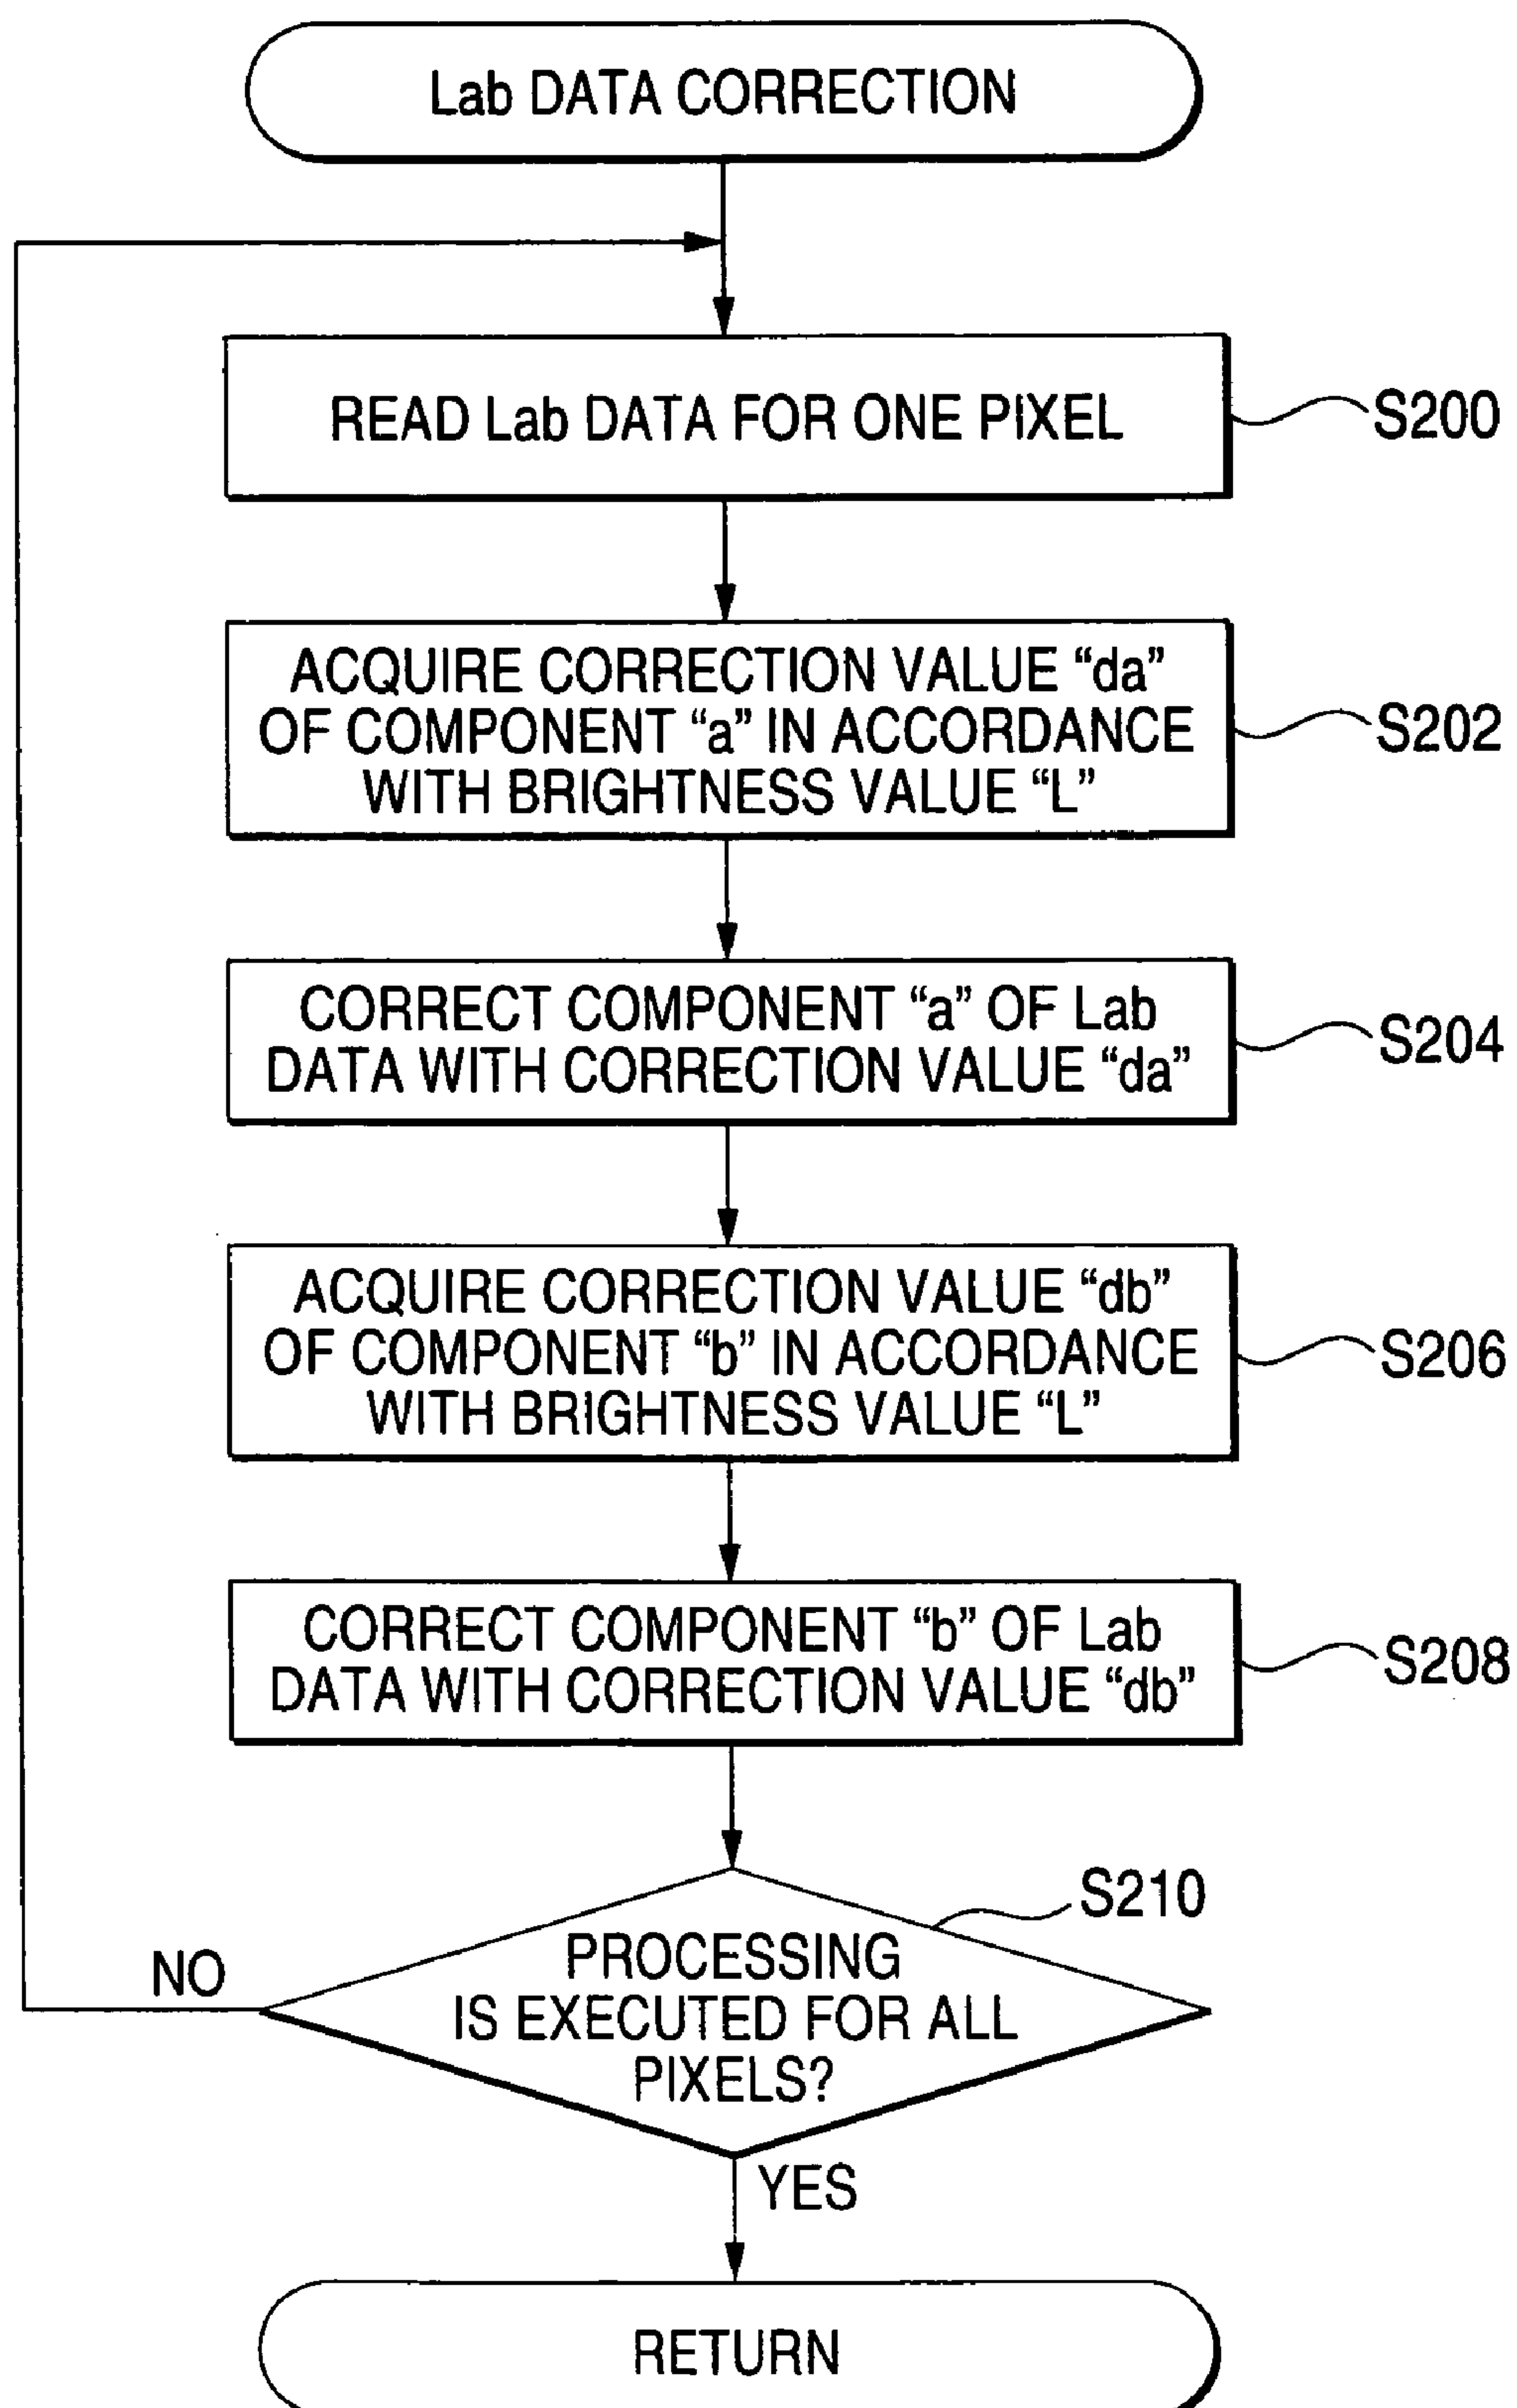 Lab DATA CORRECTION
READ Lab DATA FOR ONE PIXEL
S200
ACQUIRE CORRECTION VALUE “da”
OF COMPONENT “a” IN ACCORDANCE
WITH BRIGHTNESS VALUE “L”
S202
CORRECT COMPONENT “a” OF Lab
DATA WITH CORRECTION VALUE “da”
S204
ACQUIRE CORRECTION VALUE “db”
OF COMPONENT “b” IN ACCORDANCE
WITH BRIGHTNESS VALUE “L”
S206
CORRECT COMPONENT “b” OF Lab
DATA WITH CORRECTION VALUE “db”
S208
S210
PROCESSING
IS EXECUTED FOR ALL
PIXELS?
NO
YES
RETURN